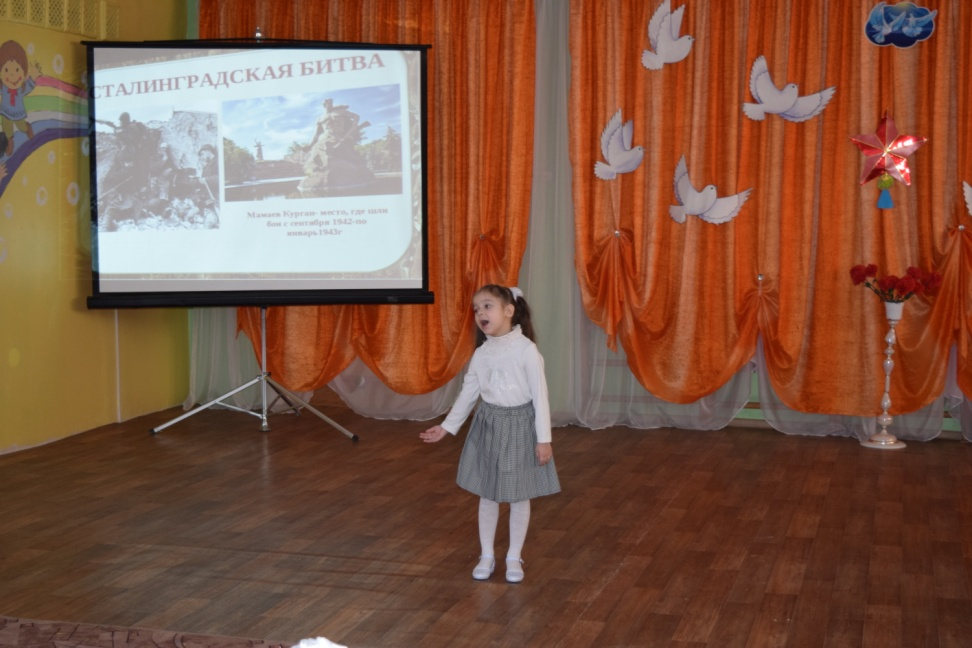 СТАЛИНГРАДСКАЯ БИТВА
Мамаев Курган- место, где шли
бои с сентября 1942-по
январь1943г